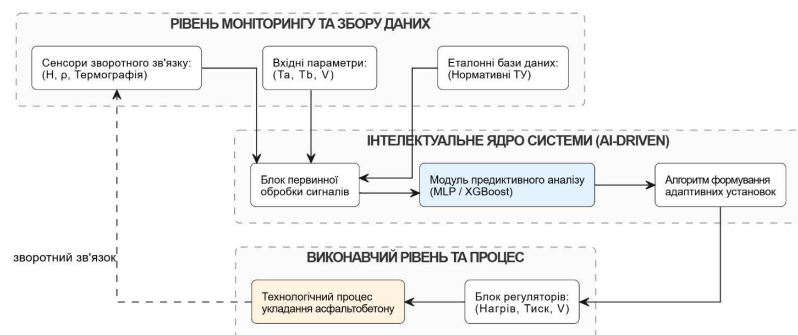 РІВЕНЬ МОНІТОРИНГУ ТА ЗБОРУ ДАНИХ
Сенсори зворотного зв'язку:
(H, ρ, Термографія)
Вхідні параметри:
(Ta, Tb, V)
Еталонні бази даних:
(Нормативні ТУ)
ІНТЕЛЕКТУАЛЬНЕ ЯДРО СИСТЕМИ (AI-DRIVEN)
Блок первинної
обробки сигналів
Модуль предиктивного аналізу
(MLP / XGBoost)
Алгоритм формування
адаптивних установок
зворотний зв'язок
ВИКОНАВЧИЙ РІВЕНЬ ТА ПРОЦЕС
Технологічний процес
укладання асфальтобетону
Блок регуляторів:
(Нагрів, Тиск, V)